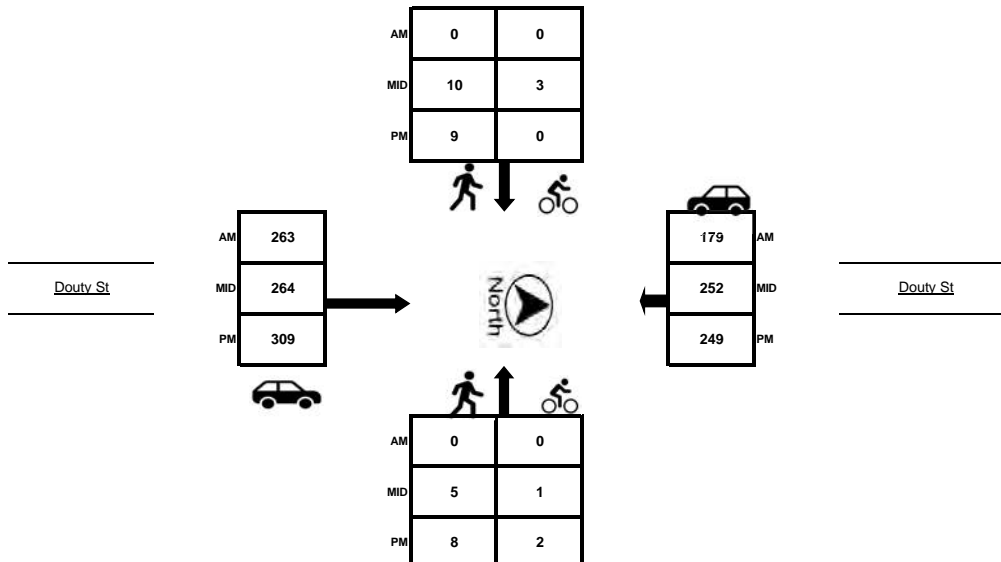 AM 0 0
MID 10 3
PM 9 0
AM 263
MID 264
PM 309
179 AM
252 MID
249 PM
Douty St
Douty St
North
AM 0 0
MID 5 1
PM 8 2